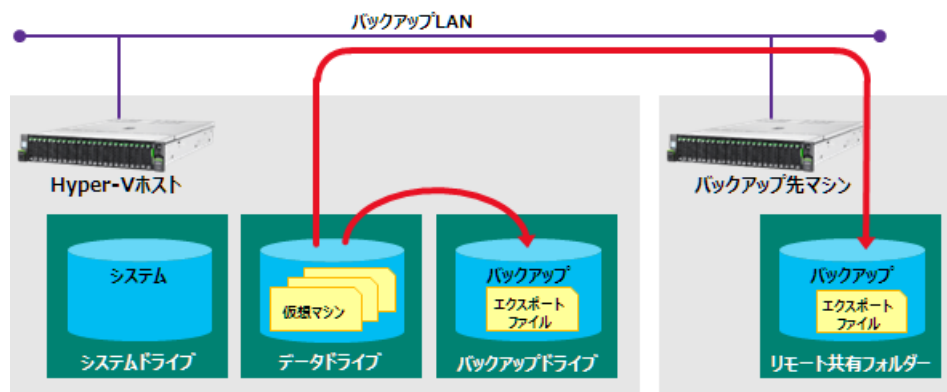 バックアップLAN
Hyper-Vホスト
バックアップ先マシン
システム
仮想マシン
バックアップ
エクスポート
ファイル
バックアップ
エクスポート
ファイル
システムドライブ
データドライブ
バックアップドライブ
リモート共有フォルダー